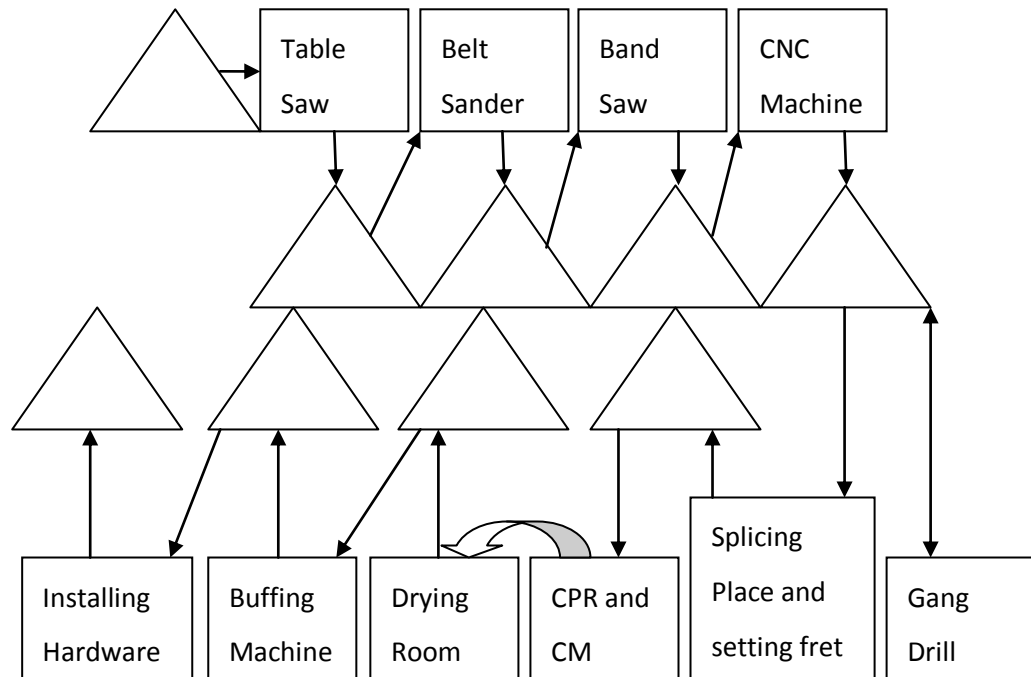 Table
Saw
Belt
Sander
Band
Saw
CNC
Machine
Installing
Hardware
Buffing
Machine
Drying
Room
CPR and
CM
Splicing
Place and
setting fret
Gang
Drill